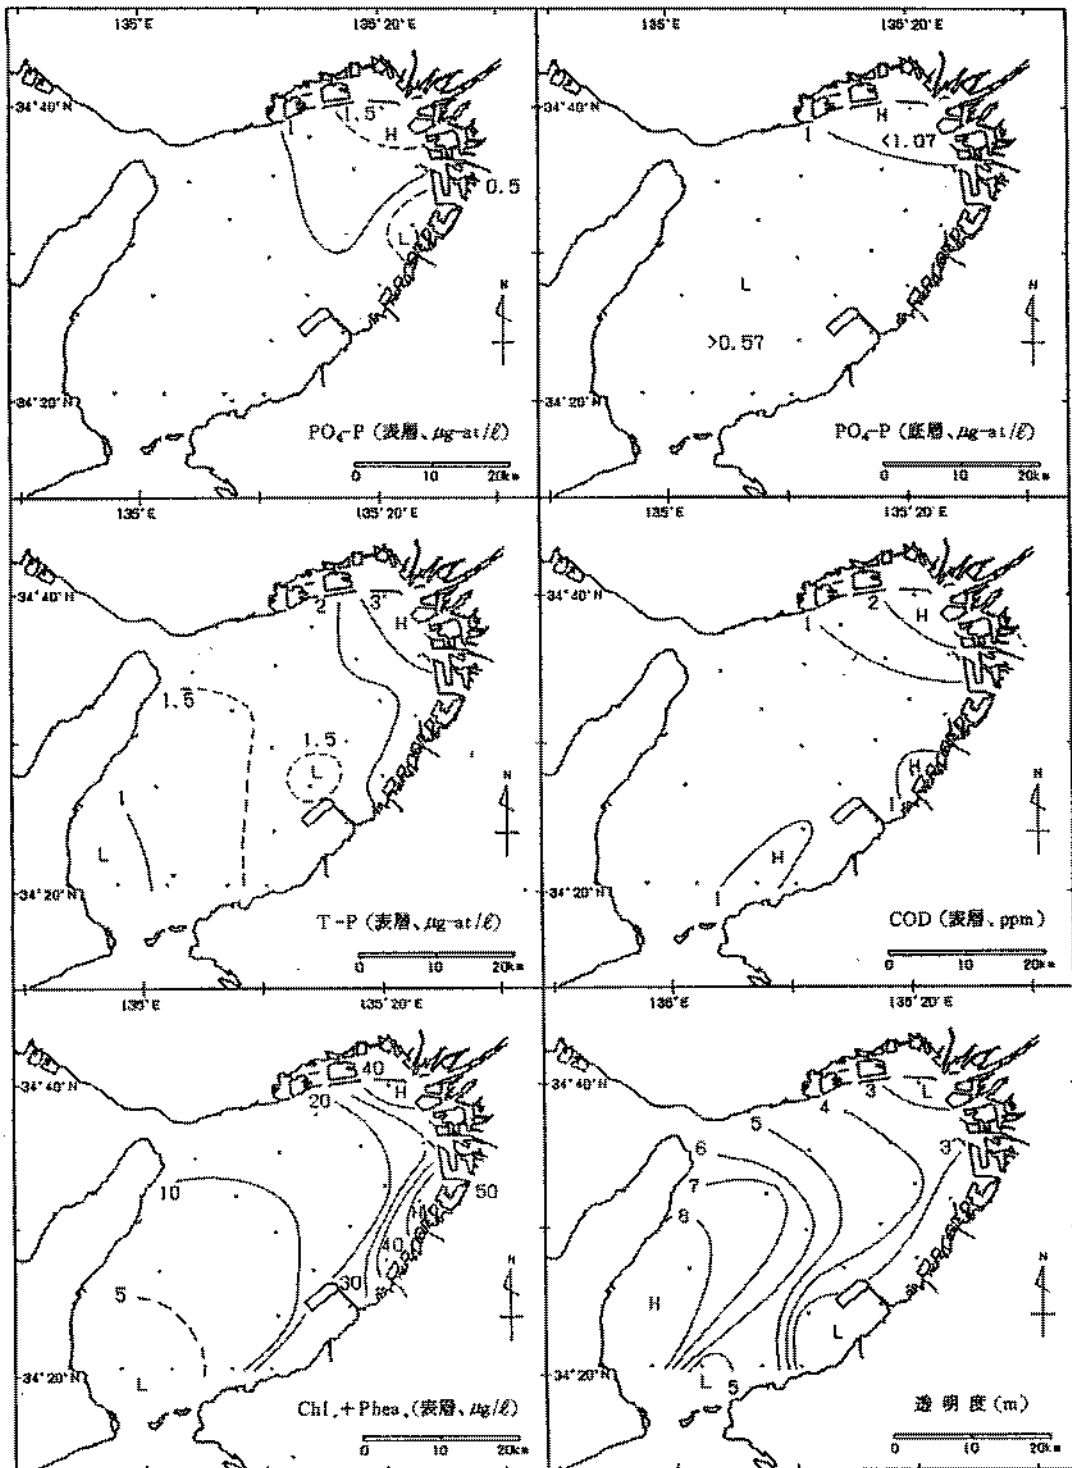 135°E 135°20'E
34°40'N
1
1.5
H
0.5
L
N
34°20'N
PO₄-P (表層、μg-at/ℓ)
0 10 20km
135°E 135°20'E
34°40'N
1
H
<1.07
L
>0.57
N
34°20'N
PO₄-P (底層、μg-at/ℓ)
0 10 20km
135°E 135°20'E
34°40'N
2
3
H
1.5
1.5
L
1
L
N
34°20'N
T-P (表層、μg-at/ℓ)
0 10 20km
135°E 135°20'E
34°40'N
2
1
H
H
1
H
1
N
34°20'N
COD (表層、ppm)
0 10 20km
135°E 135°20'E
34°40'N
40
H
20
10
50
H
40
30
5
L
N
34°20'N
Chl.+Phea.(表層、μg/ℓ)
0 10 20km
135°E 135°20'E
34°40'N
3
L
4
5
6
3
7
8
H
L
L
5
N
34°20'N
透明度(m)
0 10 20km